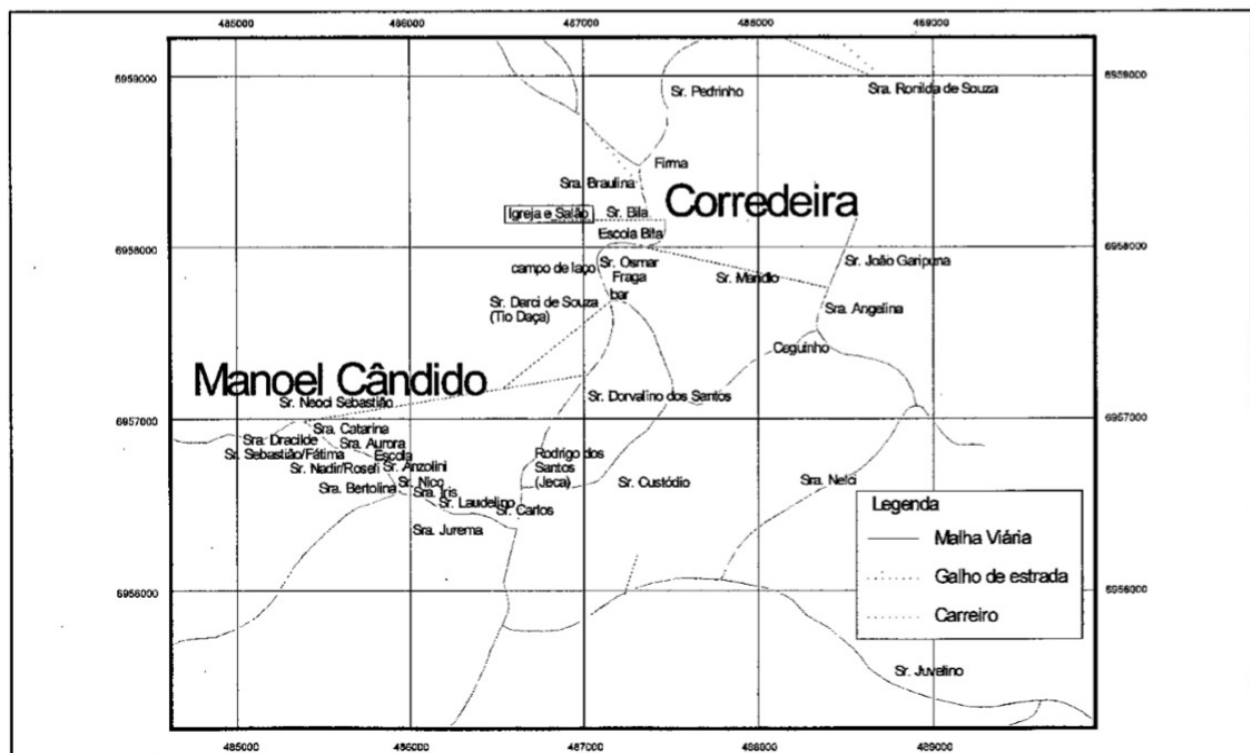 485000 486000 487000 488000 489000
6959000 6959000
Sr. Pedrinho
Sra. Ronilda de Souza
Firma
Sra. Braulina
Igreja e Salão
Sr. Bila
Corredeira
Escola Bila
6958000 6958000
Sr. Osmar
Fraga
bar
campo de laço
Sr. João Garipuna
Sr. Mandio
Sr. Darci de Souza
(Tio Daça)
Sra. Angelina
Ceguinho
Manoel Cândido
Sr. Neoci Sebastião
Sr. Dorvalino dos Santos
6957000 6957000
Sra. Catarina
Sra. Dracilde
Sra. Aurora
Sr. Sebastião/Fátima
Escola
Sr. Nadir/Roseli
Sr. Anzolini
Rodrigo dos
Santos
(Jeca)
Sr. Nico
Sr. Custódio
Sra. Nelci
Sra. Bertolina
Sra. Iris
Sr. Laudelino
Sr. Carlos
Sra. Jurema
Legenda
Malha Viária
Galho de estrada
Carreiro
6956000 6956000
Sr. Juvelino
485000 486000 487000 488000 489000